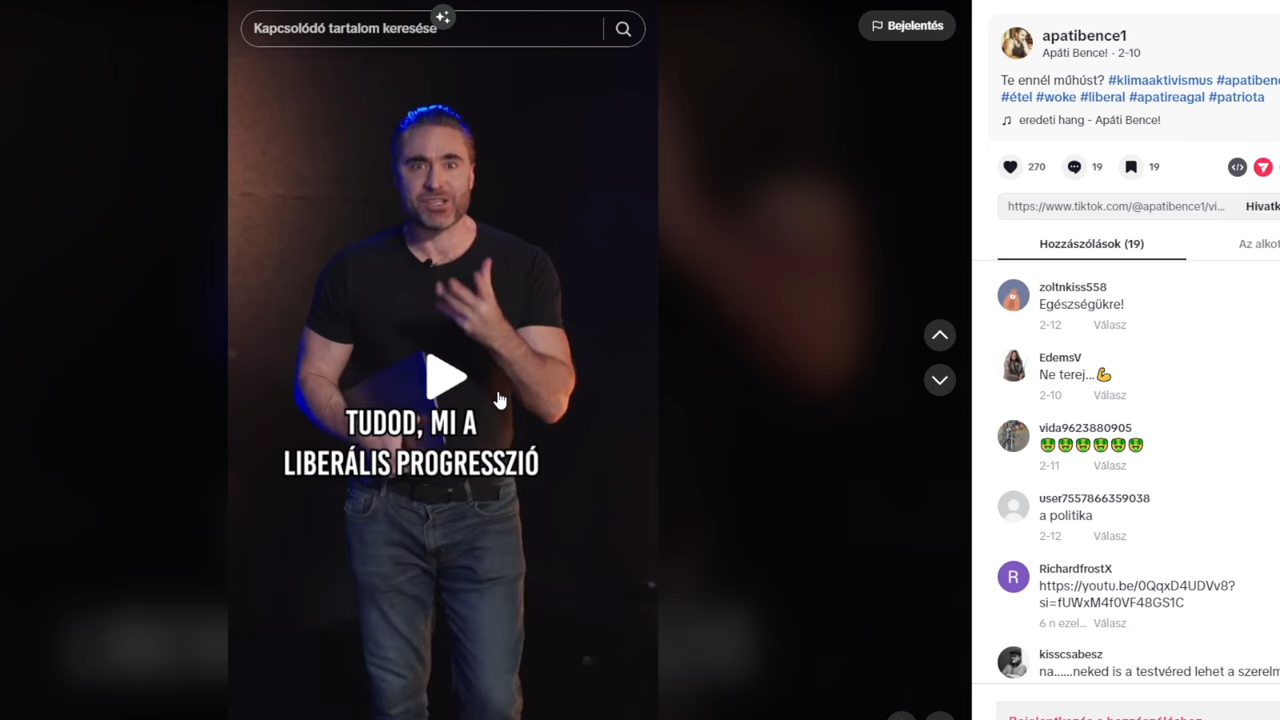 Kapcsolódó tartalom keresése
Bejelentés
TUDOD, MI A
LIBERÁLIS PROGRESSZIÓ
apatibence1
Apáti Bence! · 2-10
Te ennél műhúst? #klimaaktivismus #apatibenc
#étel #woke #liberal #apatireagal #patriota
eredeti hang - Apáti Bence!
270
19
19
https://www.tiktok.com/@apatibence1/vi...
Hivatk
Hozzászólások (19)
Az alkot
zoltnkiss558
Egészségükre!
2-12 Válasz
EdemsV
Ne terej...💪
2-10 Válasz
vida9623880905
🤑🤑🤑🤑🤑🤑
2-11 Válasz
user7557866359038
a politika
2-12 Válasz
R
RichardfrostX
https://youtu.be/0QqxD4UDVv8?
si=fUWxM4f0VF48GS1C
6 n ezel... Válasz
kisscsabesz
na......neked is a testvéred lehet a szerelm